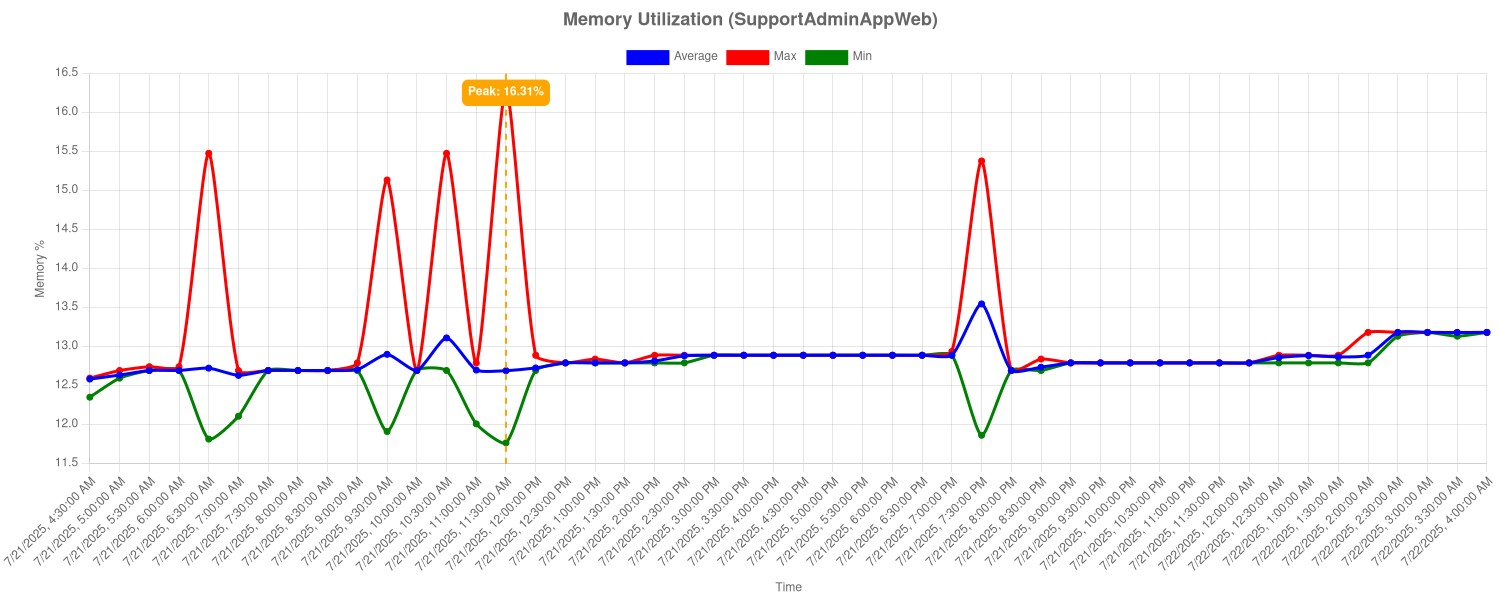 Memory Utilization (SupportAdminAppWeb)
Average Max Min
Peak: 16.31%
16.5
16.0
15.5
15.0
14.5
14.0
13.5
13.0
12.5
12.0
11.5
Memory %
7/21/2025, 4:30:00 AM
7/21/2025, 5:00:00 AM
7/21/2025, 5:30:00 AM
7/21/2025, 6:00:00 AM
7/21/2025, 6:30:00 AM
7/21/2025, 7:00:00 AM
7/21/2025, 7:30:00 AM
7/21/2025, 8:00:00 AM
7/21/2025, 8:30:00 AM
7/21/2025, 9:00:00 AM
7/21/2025, 9:30:00 AM
7/21/2025, 10:00:00 AM
7/21/2025, 10:30:00 AM
7/21/2025, 11:00:00 AM
7/21/2025, 11:30:00 AM
7/21/2025, 12:00:00 PM
7/21/2025, 12:30:00 PM
7/21/2025, 1:00:00 PM
7/21/2025, 1:30:00 PM
7/21/2025, 2:00:00 PM
7/21/2025, 2:30:00 PM
7/21/2025, 3:00:00 PM
7/21/2025, 3:30:00 PM
7/21/2025, 4:00:00 PM
7/21/2025, 4:30:00 PM
7/21/2025, 5:00:00 PM
7/21/2025, 5:30:00 PM
7/21/2025, 6:00:00 PM
7/21/2025, 6:30:00 PM
7/21/2025, 7:00:00 PM
7/21/2025, 7:30:00 PM
7/21/2025, 8:00:00 PM
7/21/2025, 8:30:00 PM
7/21/2025, 9:00:00 PM
7/21/2025, 9:30:00 PM
7/21/2025, 10:00:00 PM
7/21/2025, 10:30:00 PM
7/21/2025, 11:00:00 PM
7/21/2025, 11:30:00 PM
7/22/2025, 12:00:00 AM
7/22/2025, 12:30:00 AM
7/22/2025, 1:00:00 AM
7/22/2025, 1:30:00 AM
7/22/2025, 2:00:00 AM
7/22/2025, 2:30:00 AM
7/22/2025, 3:00:00 AM
7/22/2025, 3:30:00 AM
7/22/2025, 4:00:00 AM
Time